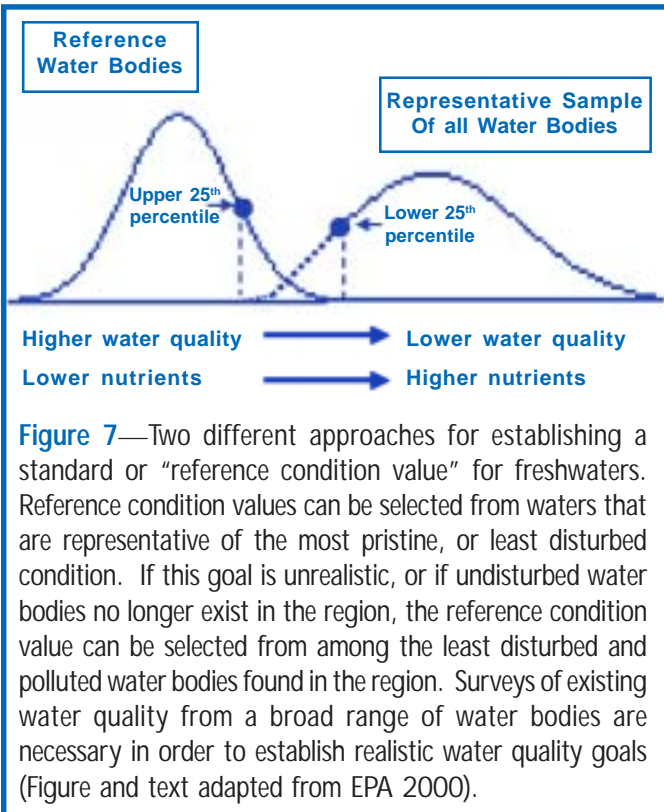 Reference
Water Bodies
Representative Sample
Of all Water Bodies
Upper 25th
percentile
Lower 25th
percentile
Higher water quality
Lower water quality
Lower nutrients
Higher nutrients
Figure 7—Two different approaches for establishing a
standard or “reference condition value” for freshwaters.
Reference condition values can be selected from waters that
are representative of the most pristine, or least disturbed
condition. If this goal is unrealistic, or if undisturbed water
bodies no longer exist in the region, the reference condition
value can be selected from among the least disturbed and
polluted water bodies found in the region. Surveys of existing
water quality from a broad range of water bodies are
necessary in order to establish realistic water quality goals
(Figure and text adapted from EPA 2000).